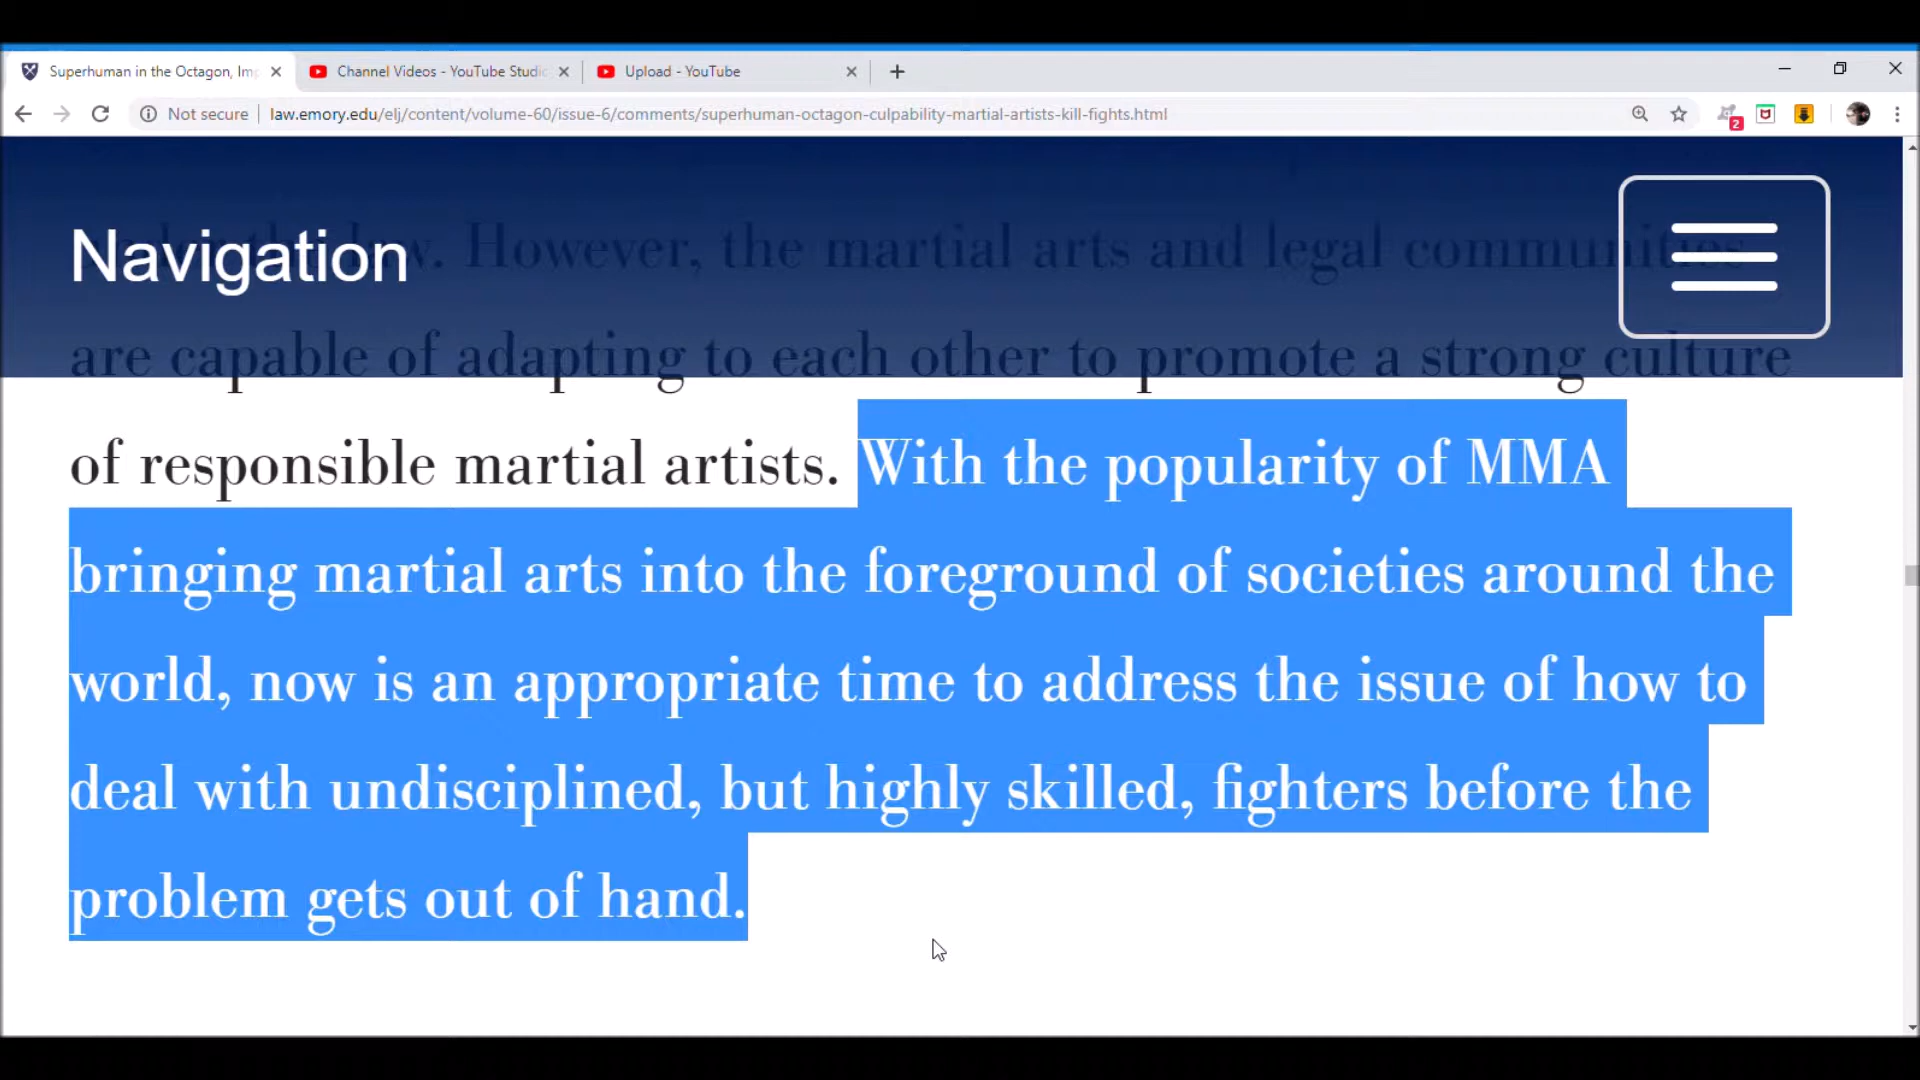 Superhuman in the Octagon, Im
Channel Videos - YouTube Studio
Upload - YouTube
Not secure
law.emory.edu/elj/content/volume-60/issue-6/comments/superhuman-octagon-culpability-martial-artists-kill-fights.html
2
Navigation
law. However, the martial arts and legal communities
are capable of adapting to each other to promote a strong culture
of responsible martial artists. With the popularity of MMA
bringing martial arts into the foreground of societies around the
world, now is an appropriate time to address the issue of how to
deal with undisciplined, but highly skilled, fighters before the
problem gets out of hand.